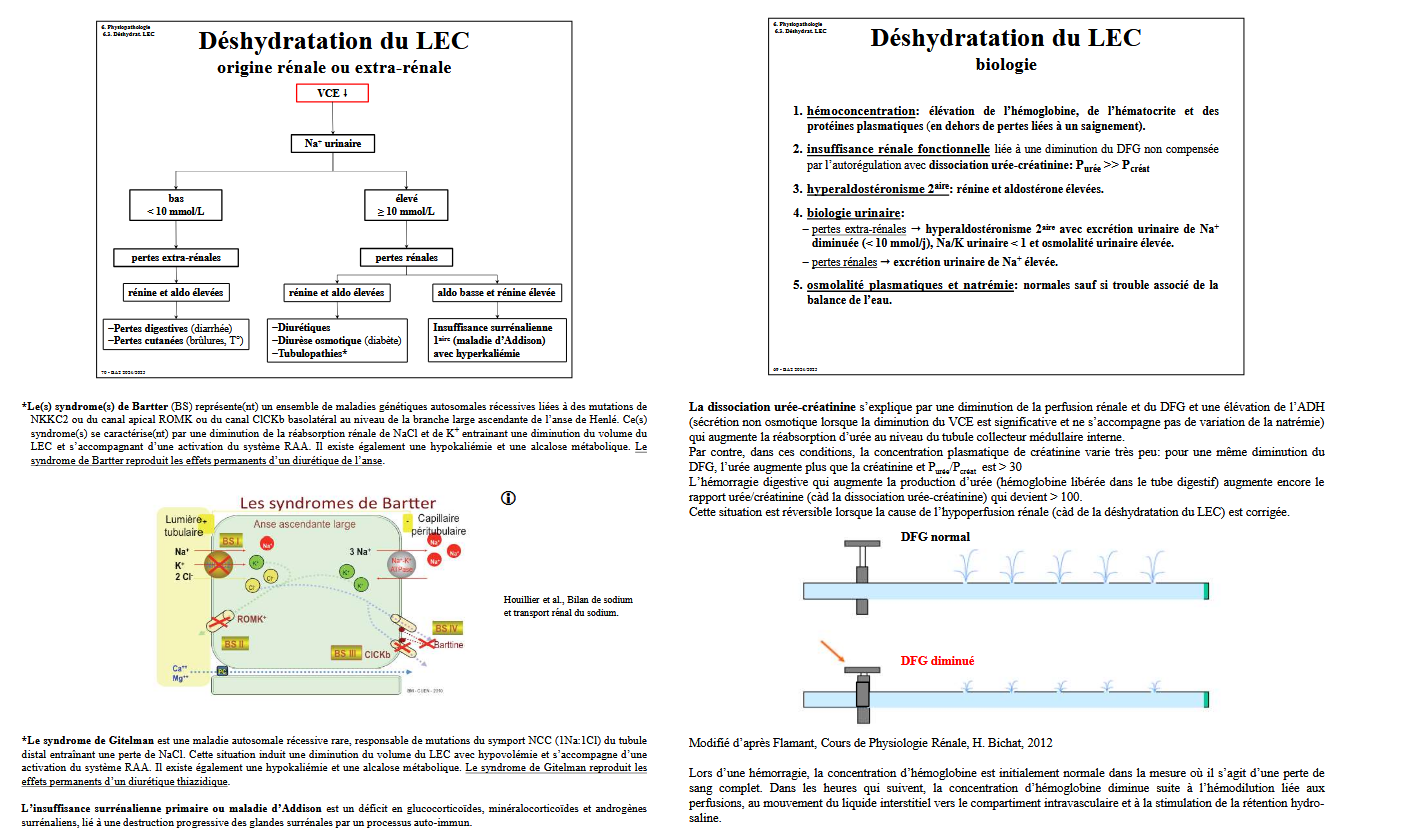 6. Physiopathologie
6.3. Déshydrat. LEC
Déshydratation du LEC
origine rénale ou extra-rénale
VCE ↓
Na⁺ urinaire
bas
< 10 mmol/L
élevé
≥ 10 mmol/L
pertes extra-rénales
pertes rénales
rénine et aldo élevées
rénine et aldo élevées
aldo basse et rénine élevée
–Pertes digestives (diarrhée)
–Pertes cutanées (brûlures, T°)
–Diurétiques
–Diurèse osmotique (diabète)
–Tubulopathies*
Insuffisance surrénalienne
1aire (maladie d’Addison)
avec hyperkaliémie
*Le(s) syndrome(s) de Bartter (BS) représente(nt) un ensemble de maladies génétiques autosomales récessives liées à des mutations de
NKKC2 ou du canal apical ROMK ou du canal ClCKb basolatéral au niveau de la branche large ascendante de l’anse de Henlé. Ce(s)
syndrome(s) se caractérise(nt) par une diminution de la réabsorption rénale de NaCl et de K⁺ entrainant une diminution du volume du
LEC et s’accompagnant d’une activation du système RAA. Il existe également une hypokaliémie et une alcalose métabolique. Le
syndrome de Bartter reproduit les effets permanents d’un diurétique de l’anse.
Les syndromes de Bartter
Lumière
tubulaire
+
Anse ascendante large
-
Capillaire
péritubulaire
BS I
Na⁺
K⁺
2 Cl⁻
Na⁺
K⁺
Cl⁻
Cl⁻
3 Na⁺
K⁺
K⁺
Na⁺-K⁺
ATPase
Na⁺
Na⁺
Na⁺
ROMK⁺
BS II
BS III
ClCKb
BS IV
Barttine
Ca⁺⁺
Mg⁺⁺
Houillier et al., Bilan de sodium
et transport rénal du sodium.
*Le syndrome de Gitelman est une maladie autosomale récessive rare, responsable de mutations du symport NCC (1Na:1Cl) du tubule
distal entraînant une perte de NaCl. Cette situation induit une diminution du volume du LEC avec hypovolémie et s’accompagne d’une
activation du système RAA. Il existe également une hypokaliémie et une alcalose métabolique. Le syndrome de Gitelman reproduit les
effets permanents d’un diurétique thiazidique.
L’insuffisance surrénalienne primaire ou maladie d’Addison est un déficit en glucocorticoïdes, minéralocorticoïdes et androgènes
surrénaliens, lié à une destruction progressive des glandes surrénales par un processus auto-immun.
6. Physiopathologie
6.3. Déshydrat. LEC
Déshydratation du LEC
biologie
1. hémoconcentration: élévation de l’hémoglobine, de l’hématocrite et des
protéines plasmatiques (en dehors de pertes liées à un saignement).
2. insuffisance rénale fonctionnelle liée à une diminution du DFG non compensée
par l’autorégulation avec dissociation urée-créatinine: Purée >> Pcréat
3. hyperaldostéronisme 2aire: rénine et aldostérone élevées.
4. biologie urinaire:
– pertes extra-rénales → hyperaldostéronisme 2aire avec excrétion urinaire de Na⁺
diminuée (< 10 mmol/j), Na/K urinaire < 1 et osmolalité urinaire élevée.
– pertes rénales → excrétion urinaire de Na⁺ élevée.
5. osmolalité plasmatiques et natrémie: normales sauf si trouble associé de la
balance de l’eau.
La dissociation urée-créatinine s’explique par une diminution de la perfusion rénale et du DFG et une élévation de l’ADH
(sécrétion non osmotique lorsque la diminution du VCE est significative et ne s’accompagne pas de variation de la natrémie)
qui augmente la réabsorption d’urée au niveau du tubule collecteur médullaire interne.
Par contre, dans ces conditions, la concentration plasmatique de créatinine varie très peu: pour une même diminution du
DFG, l’urée augmente plus que la créatinine et Purée/Pcréat est > 30
L’hémorragie digestive qui augmente la production d’urée (hémoglobine libérée dans le tube digestif) augmente encore le
rapport urée/créatinine (càd la dissociation urée-créatinine) qui devient > 100.
Cette situation est réversible lorsque la cause de l’hypoperfusion rénale (càd de la déshydratation du LEC) est corrigée.
DFG normal
DFG diminué
Modifié d’après Flamant, Cours de Physiologie Rénale, H. Bichat, 2012
Lors d’une hémorragie, la concentration d’hémoglobine est initialement normale dans la mesure où il s’agit d’une perte de
sang complet. Dans les heures qui suivent, la concentration d’hémoglobine diminue suite à l’hémodilution liée aux
perfusions, au mouvement du liquide interstitiel vers le compartiment intravasculaire et à la stimulation de la rétention hydro-
saline.